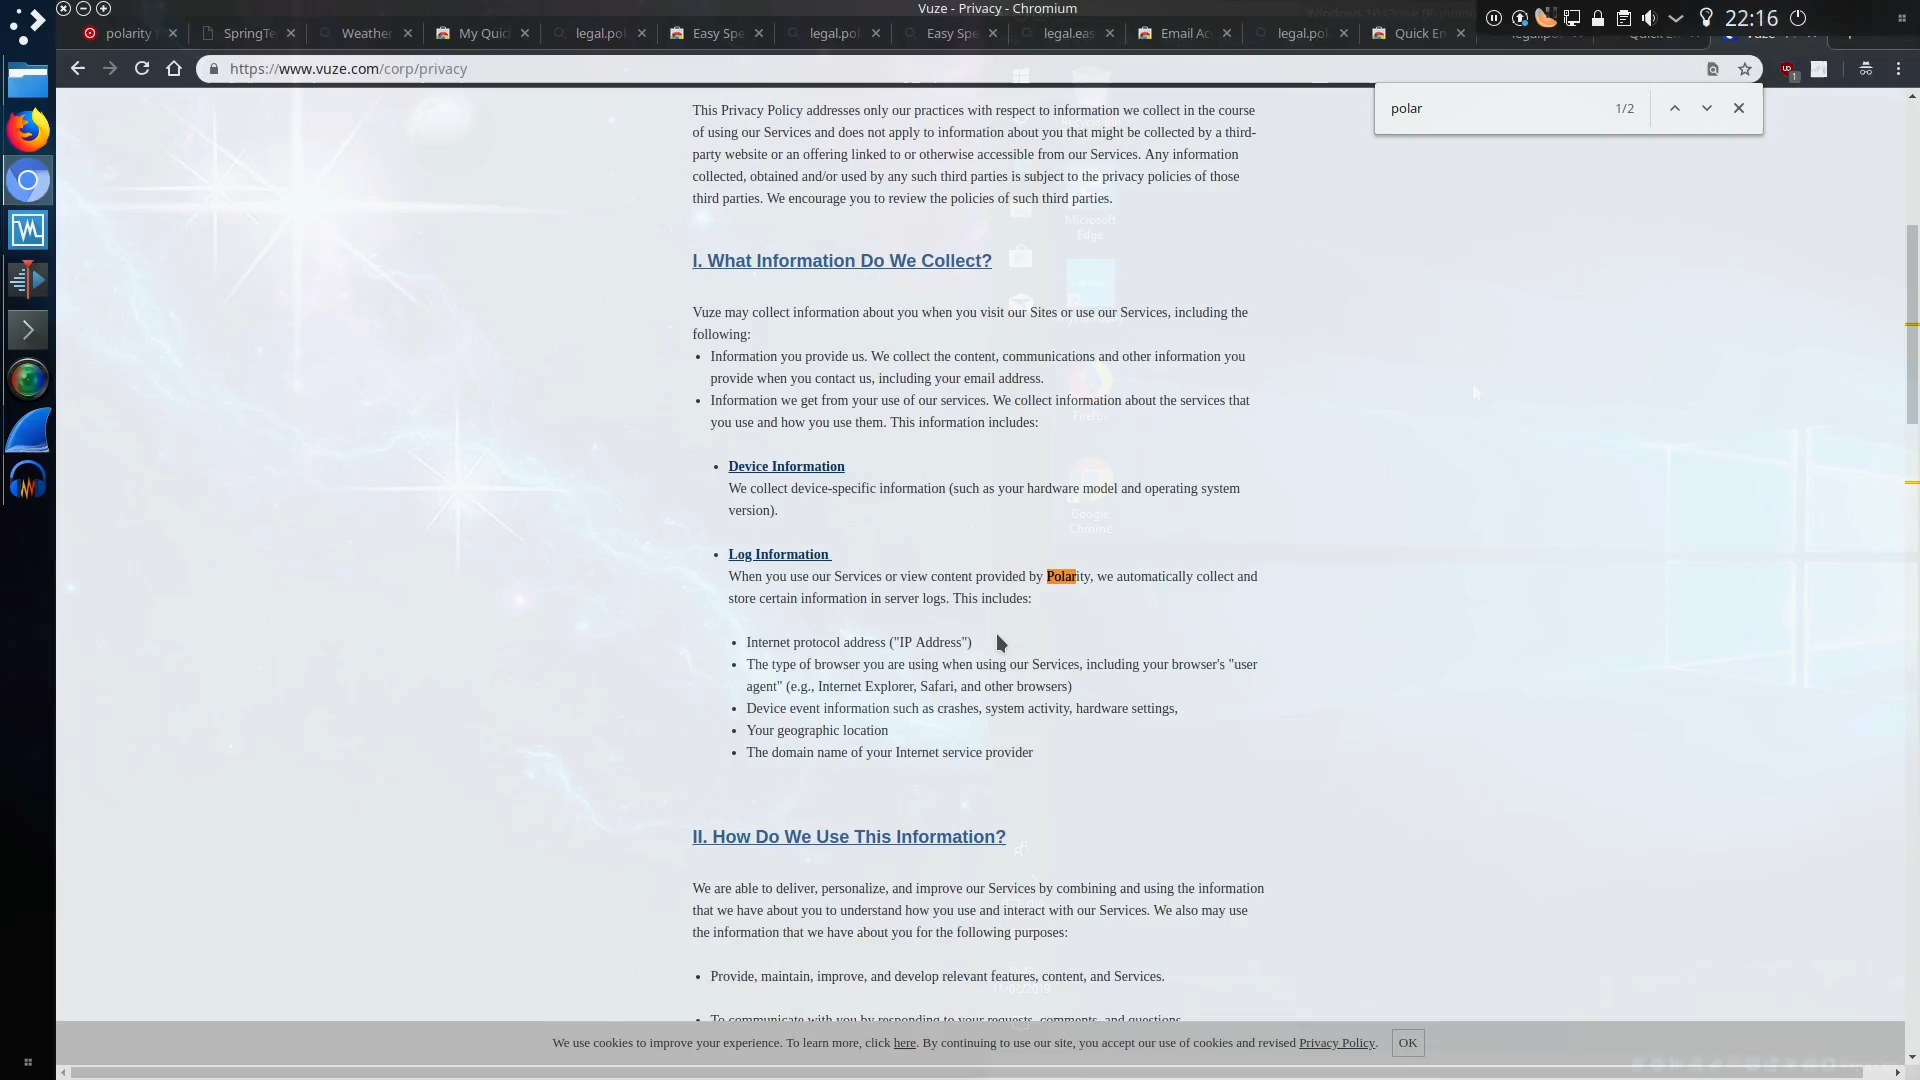 Vuze - Privacy - Chromium
22:16
polarity
SpringTe
Weather
My Quic
legal.pol
Easy Spe
legal.pol
Easy Spe
legal.eas
Email Ac
legal.pol
Quick Em
https://www.vuze.com/corp/privacy
1
polar
1/2
This Privacy Policy addresses only our practices with respect to information we collect in the course
of using our Services and does not apply to information about you that might be collected by a third-
party website or an offering linked to or otherwise accessible from our Services. Any information
collected, obtained and/or used by any such third parties is subject to the privacy policies of those
third parties. We encourage you to review the policies of such third parties.
Microsoft
Edge
I. What Information Do We Collect?
Vuze may collect information about you when you visit our Sites or use our Services, including the
following:
• Information you provide us. We collect the content, communications and other information you
provide when you contact us, including your email address.
• Information we get from your use of our services. We collect information about the services that
you use and how you use them. This information includes:
Firefox
• Device Information
We collect device-specific information (such as your hardware model and operating system
version).
Google
Chrome
• Log Information
When you use our Services or view content provided by Polarity, we automatically collect and
store certain information in server logs. This includes:
• Internet protocol address ("IP Address")
• The type of browser you are using when using our Services, including your browser's "user
agent" (e.g., Internet Explorer, Safari, and other browsers)
• Device event information such as crashes, system activity, hardware settings,
• Your geographic location
• The domain name of your Internet service provider
II. How Do We Use This Information?
We are able to deliver, personalize, and improve our Services by combining and using the information
that we have about you to understand how you use and interact with our Services. We also may use
the information that we have about you for the following purposes:
• Provide, maintain, improve, and develop relevant features, content, and Services.
11/02/2019
• To communicate with you by responding to your requests, comments, and questions.
We use cookies to improve your experience. To learn more, click here. By continuing to use our site, you accept our use of cookies and revised Privacy Policy.
OK